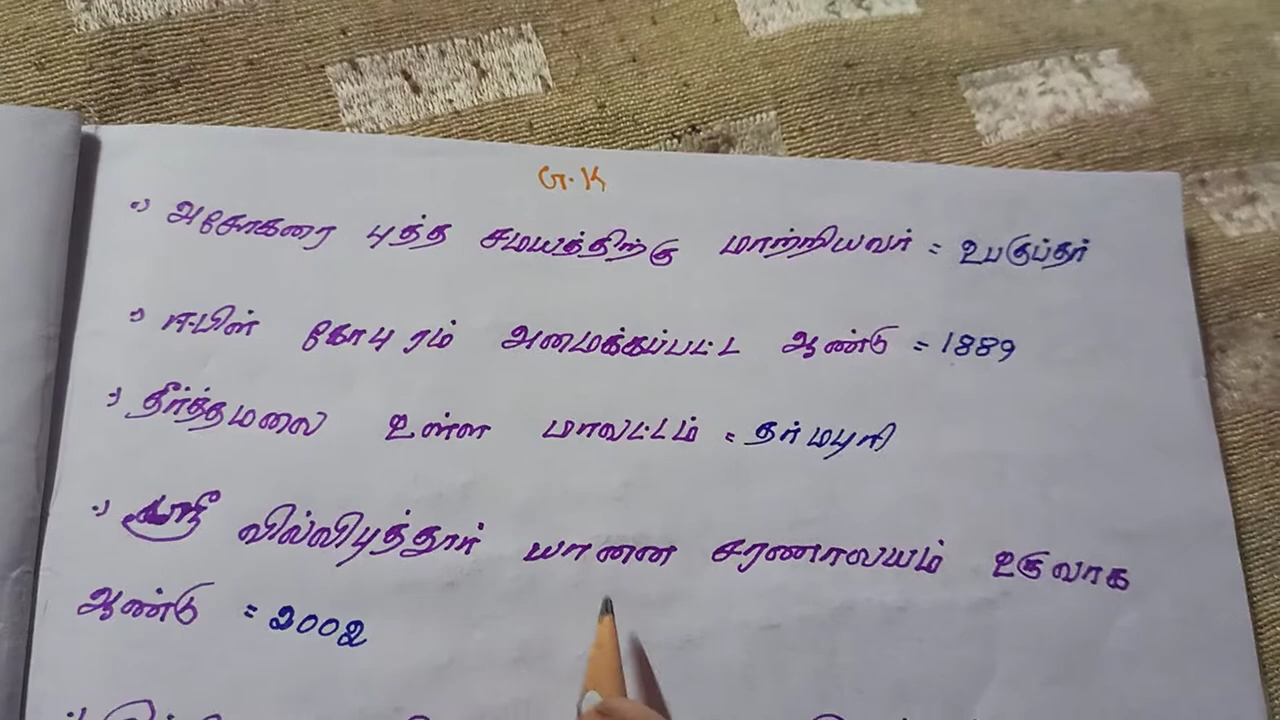 G.K
அசோகரை புத்த சமயத்திற்கு மாற்றியவர் = உபகுப்தர்
ஈபிள் கோபுரம் அமைக்கப்பட்ட ஆண்டு = 1889
தீர்த்தமலை உள்ள மாவட்டம் = தர்மபுரி
ஸ்ரீ வில்லிபுத்தூர் யானை சரணாலயம் உருவாக
ஆண்டு = 2002